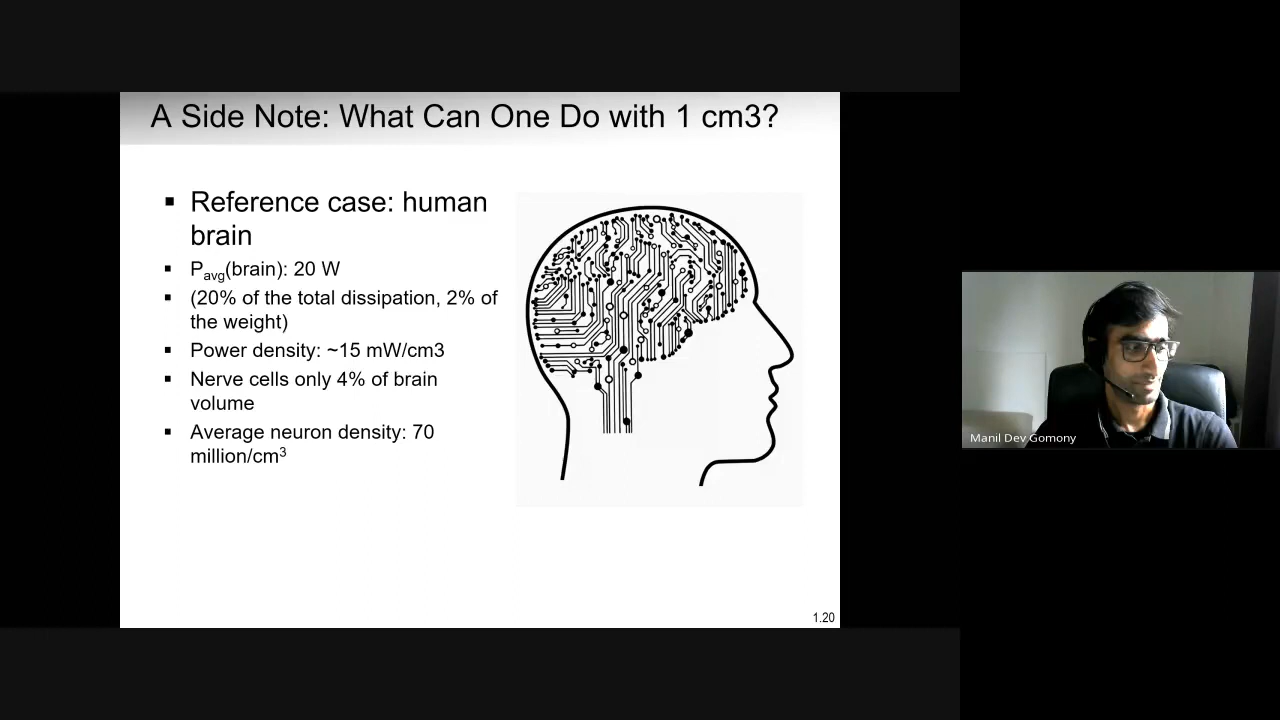 A Side Note: What Can One Do with 1 cm3?
▪ Reference case: human
brain
▪ Pavg(brain): 20 W
▪ (20% of the total dissipation, 2% of
the weight)
▪ Power density: ~15 mW/cm3
▪ Nerve cells only 4% of brain
volume
▪ Average neuron density: 70
million/cm³
1.20
Manil Dev Gomony